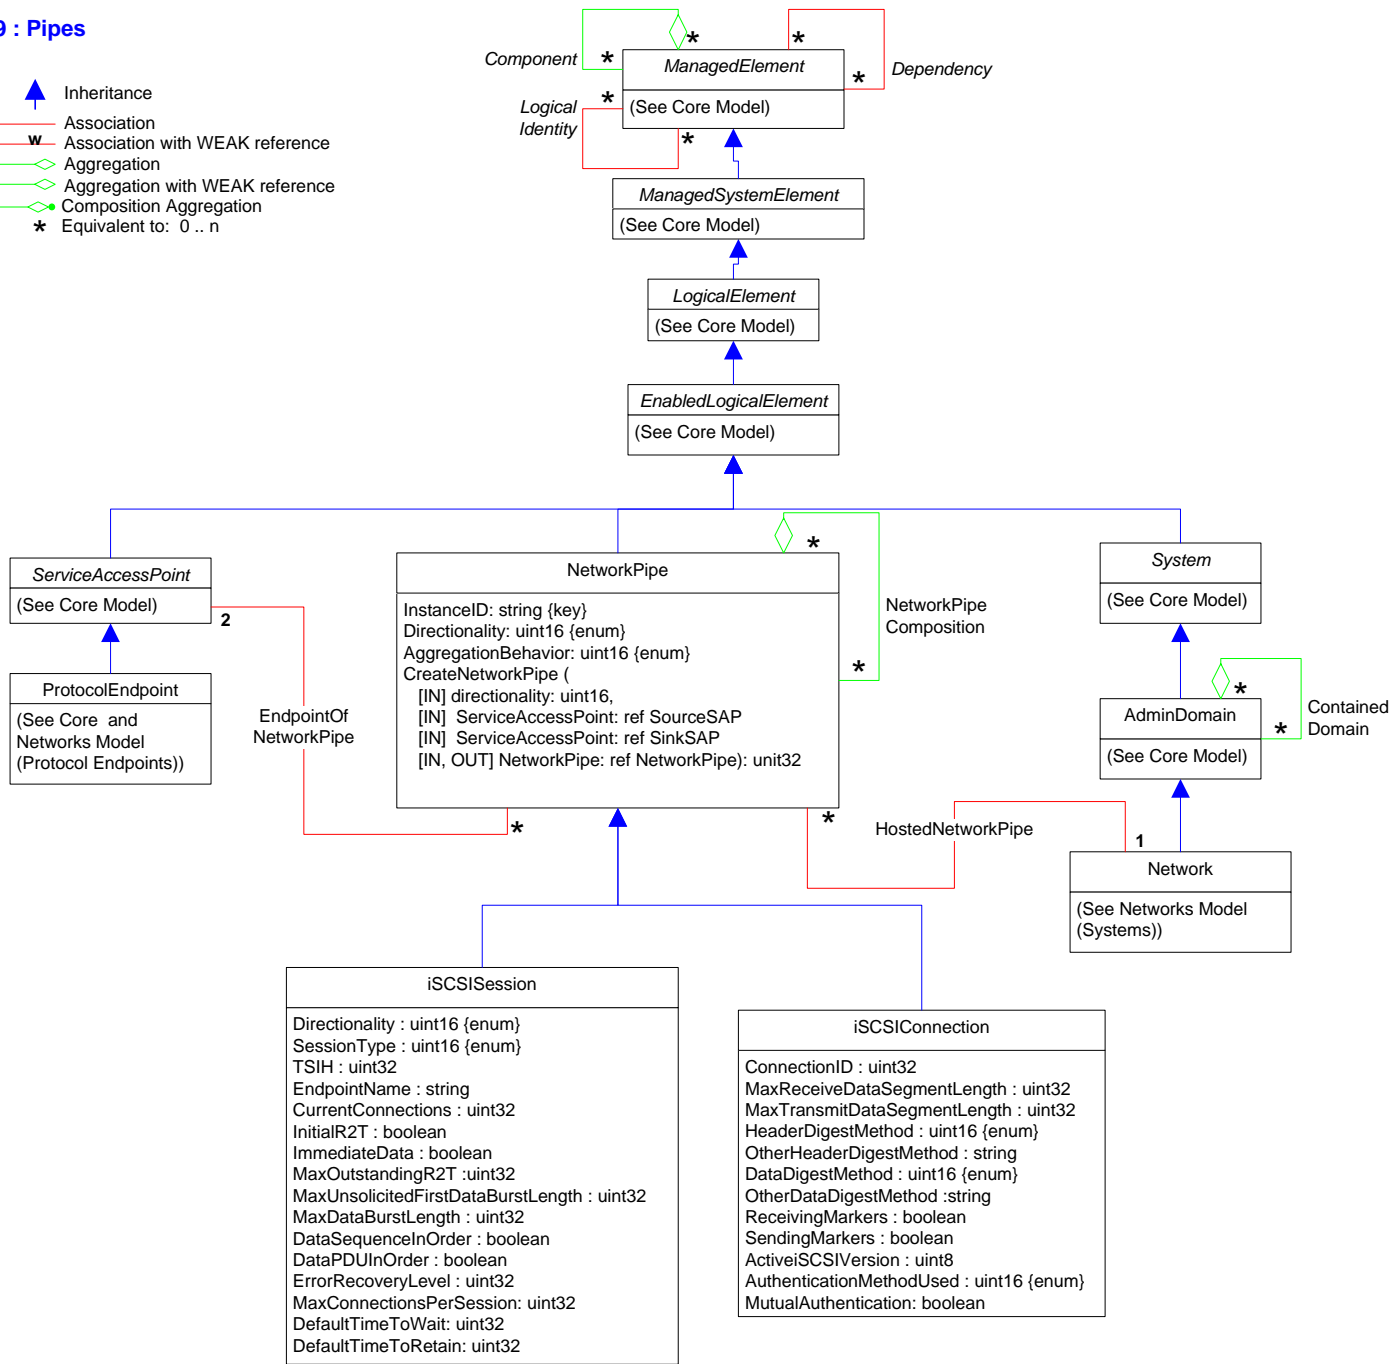 9 : Pipes
Inheritance
Association
w
Association with WEAK reference
Aggregation
Aggregation with WEAK reference
Composition Aggregation
* Equivalent to: 0 .. n
Component
*
*
ManagedElement
(See Core Model)
*
*
Dependency
Logical
Identity
*
*
ManagedSystemElement
(See Core Model)
LogicalElement
(See Core Model)
EnabledLogicalElement
(See Core Model)
ServiceAccessPoint
(See Core Model)
2
ProtocolEndpoint
(See Core and
Networks Model
(Protocol Endpoints))
EndpointOf
NetworkPipe
*
NetworkPipe
InstanceID: string {key}
Directionality: uint16 {enum}
AggregationBehavior: uint16 {enum}
CreateNetworkPipe (
[IN] directionality: uint16,
[IN] ServiceAccessPoint: ref SourceSAP
[IN] ServiceAccessPoint: ref SinkSAP
[IN, OUT] NetworkPipe: ref NetworkPipe): unit32
*
*
NetworkPipe
Composition
System
(See Core Model)
AdminDomain
(See Core Model)
*
*
Contained
Domain
*
HostedNetworkPipe
1
Network
(See Networks Model
(Systems))
iSCSISession
Directionality : uint16 {enum}
SessionType : uint16 {enum}
TSIH : uint32
EndpointName : string
CurrentConnections : uint32
InitialR2T : boolean
ImmediateData : boolean
MaxOutstandingR2T :uint32
MaxUnsolicitedFirstDataBurstLength : uint32
MaxDataBurstLength : uint32
DataSequenceInOrder : boolean
DataPDUInOrder : boolean
ErrorRecoveryLevel : uint32
MaxConnectionsPerSession: uint32
DefaultTimeToWait: uint32
DefaultTimeToRetain: uint32
iSCSIConnection
ConnectionID : uint32
MaxReceiveDataSegmentLength : uint32
MaxTransmitDataSegmentLength : uint32
HeaderDigestMethod : uint16 {enum}
OtherHeaderDigestMethod : string
DataDigestMethod : uint16 {enum}
OtherDataDigestMethod :string
ReceivingMarkers : boolean
SendingMarkers : boolean
ActiveiSCSIVersion : uint8
AuthenticationMethodUsed : uint16 {enum}
MutualAuthentication: boolean